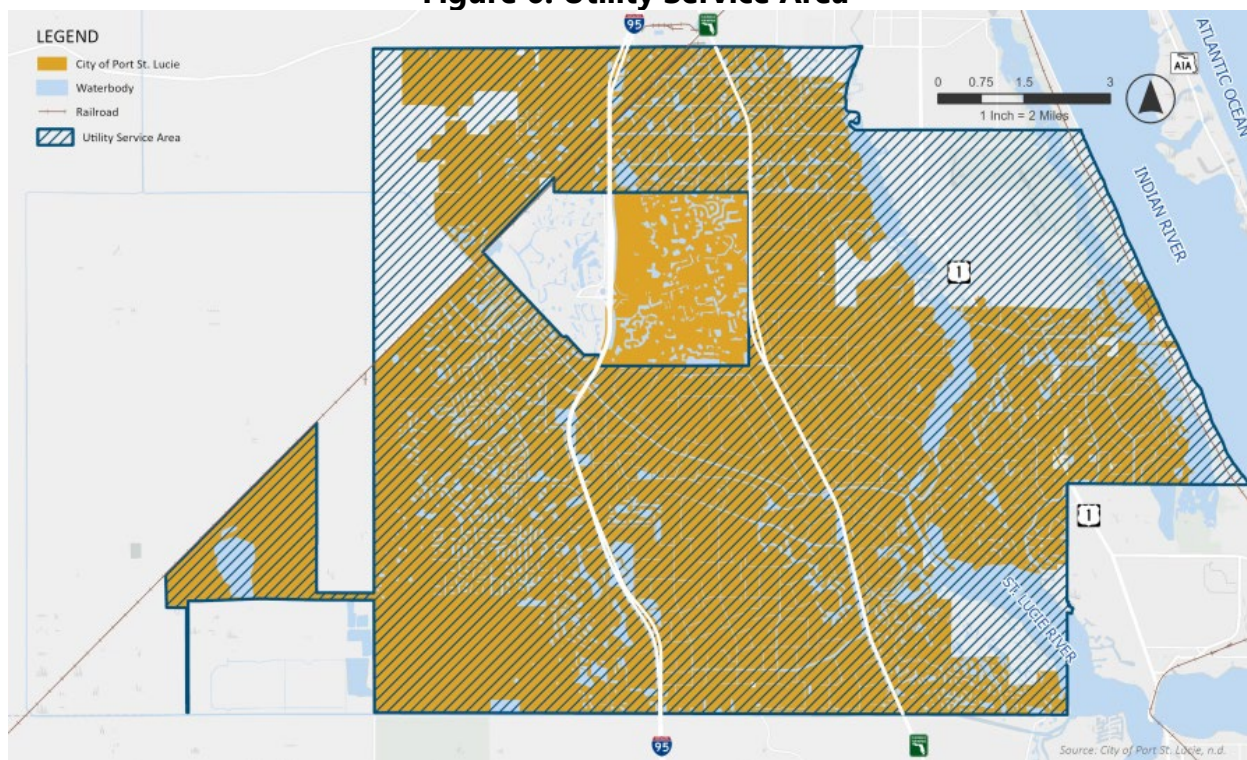 Figure 6. Utility Service Area
LEGEND
City of Port St. Lucie
Waterbody
Railroad
Utility Service Area
95
A1A
ATLANTIC OCEAN
0 0.75 1.5 3
1 Inch = 2 Miles
INDIAN RIVER
1
1
ST. LUCIE RIVER
95
Source: City of Port St. Lucie, n.d.